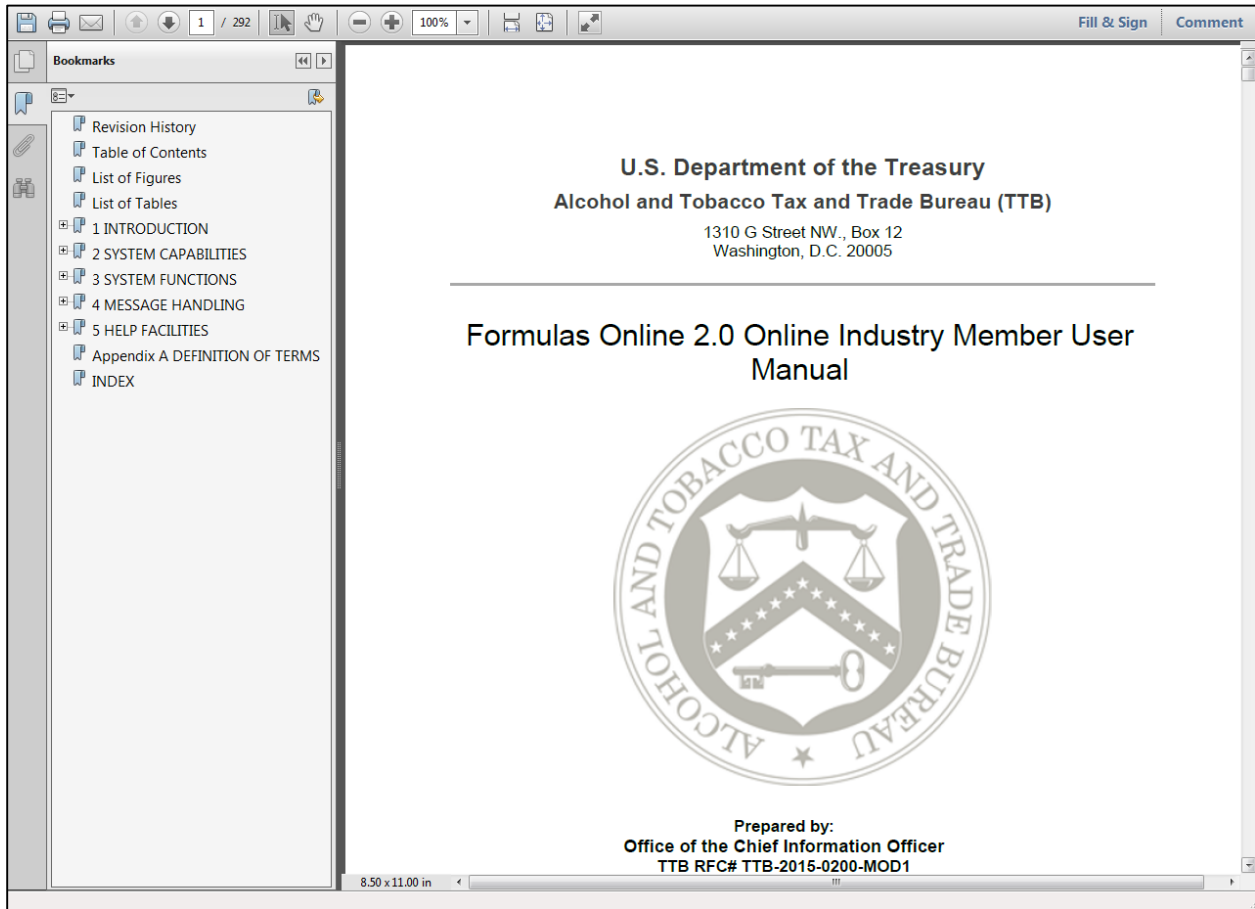 1 / 292
100%
Fill & Sign
Comment
Bookmarks
Revision History
Table of Contents
List of Figures
List of Tables
1 INTRODUCTION
2 SYSTEM CAPABILITIES
3 SYSTEM FUNCTIONS
4 MESSAGE HANDLING
5 HELP FACILITIES
Appendix A DEFINITION OF TERMS
INDEX
U.S. Department of the Treasury
Alcohol and Tobacco Tax and Trade Bureau (TTB)
1310 G Street NW., Box 12
Washington, D.C. 20005
Formulas Online 2.0 Online Industry Member User
Manual
ALCOHOL AND TOBACCO TAX AND TRADE BUREAU
Prepared by:
Office of the Chief Information Officer
TTB RFC# TTB-2015-0200-MOD1
8.50 x 11.00 in